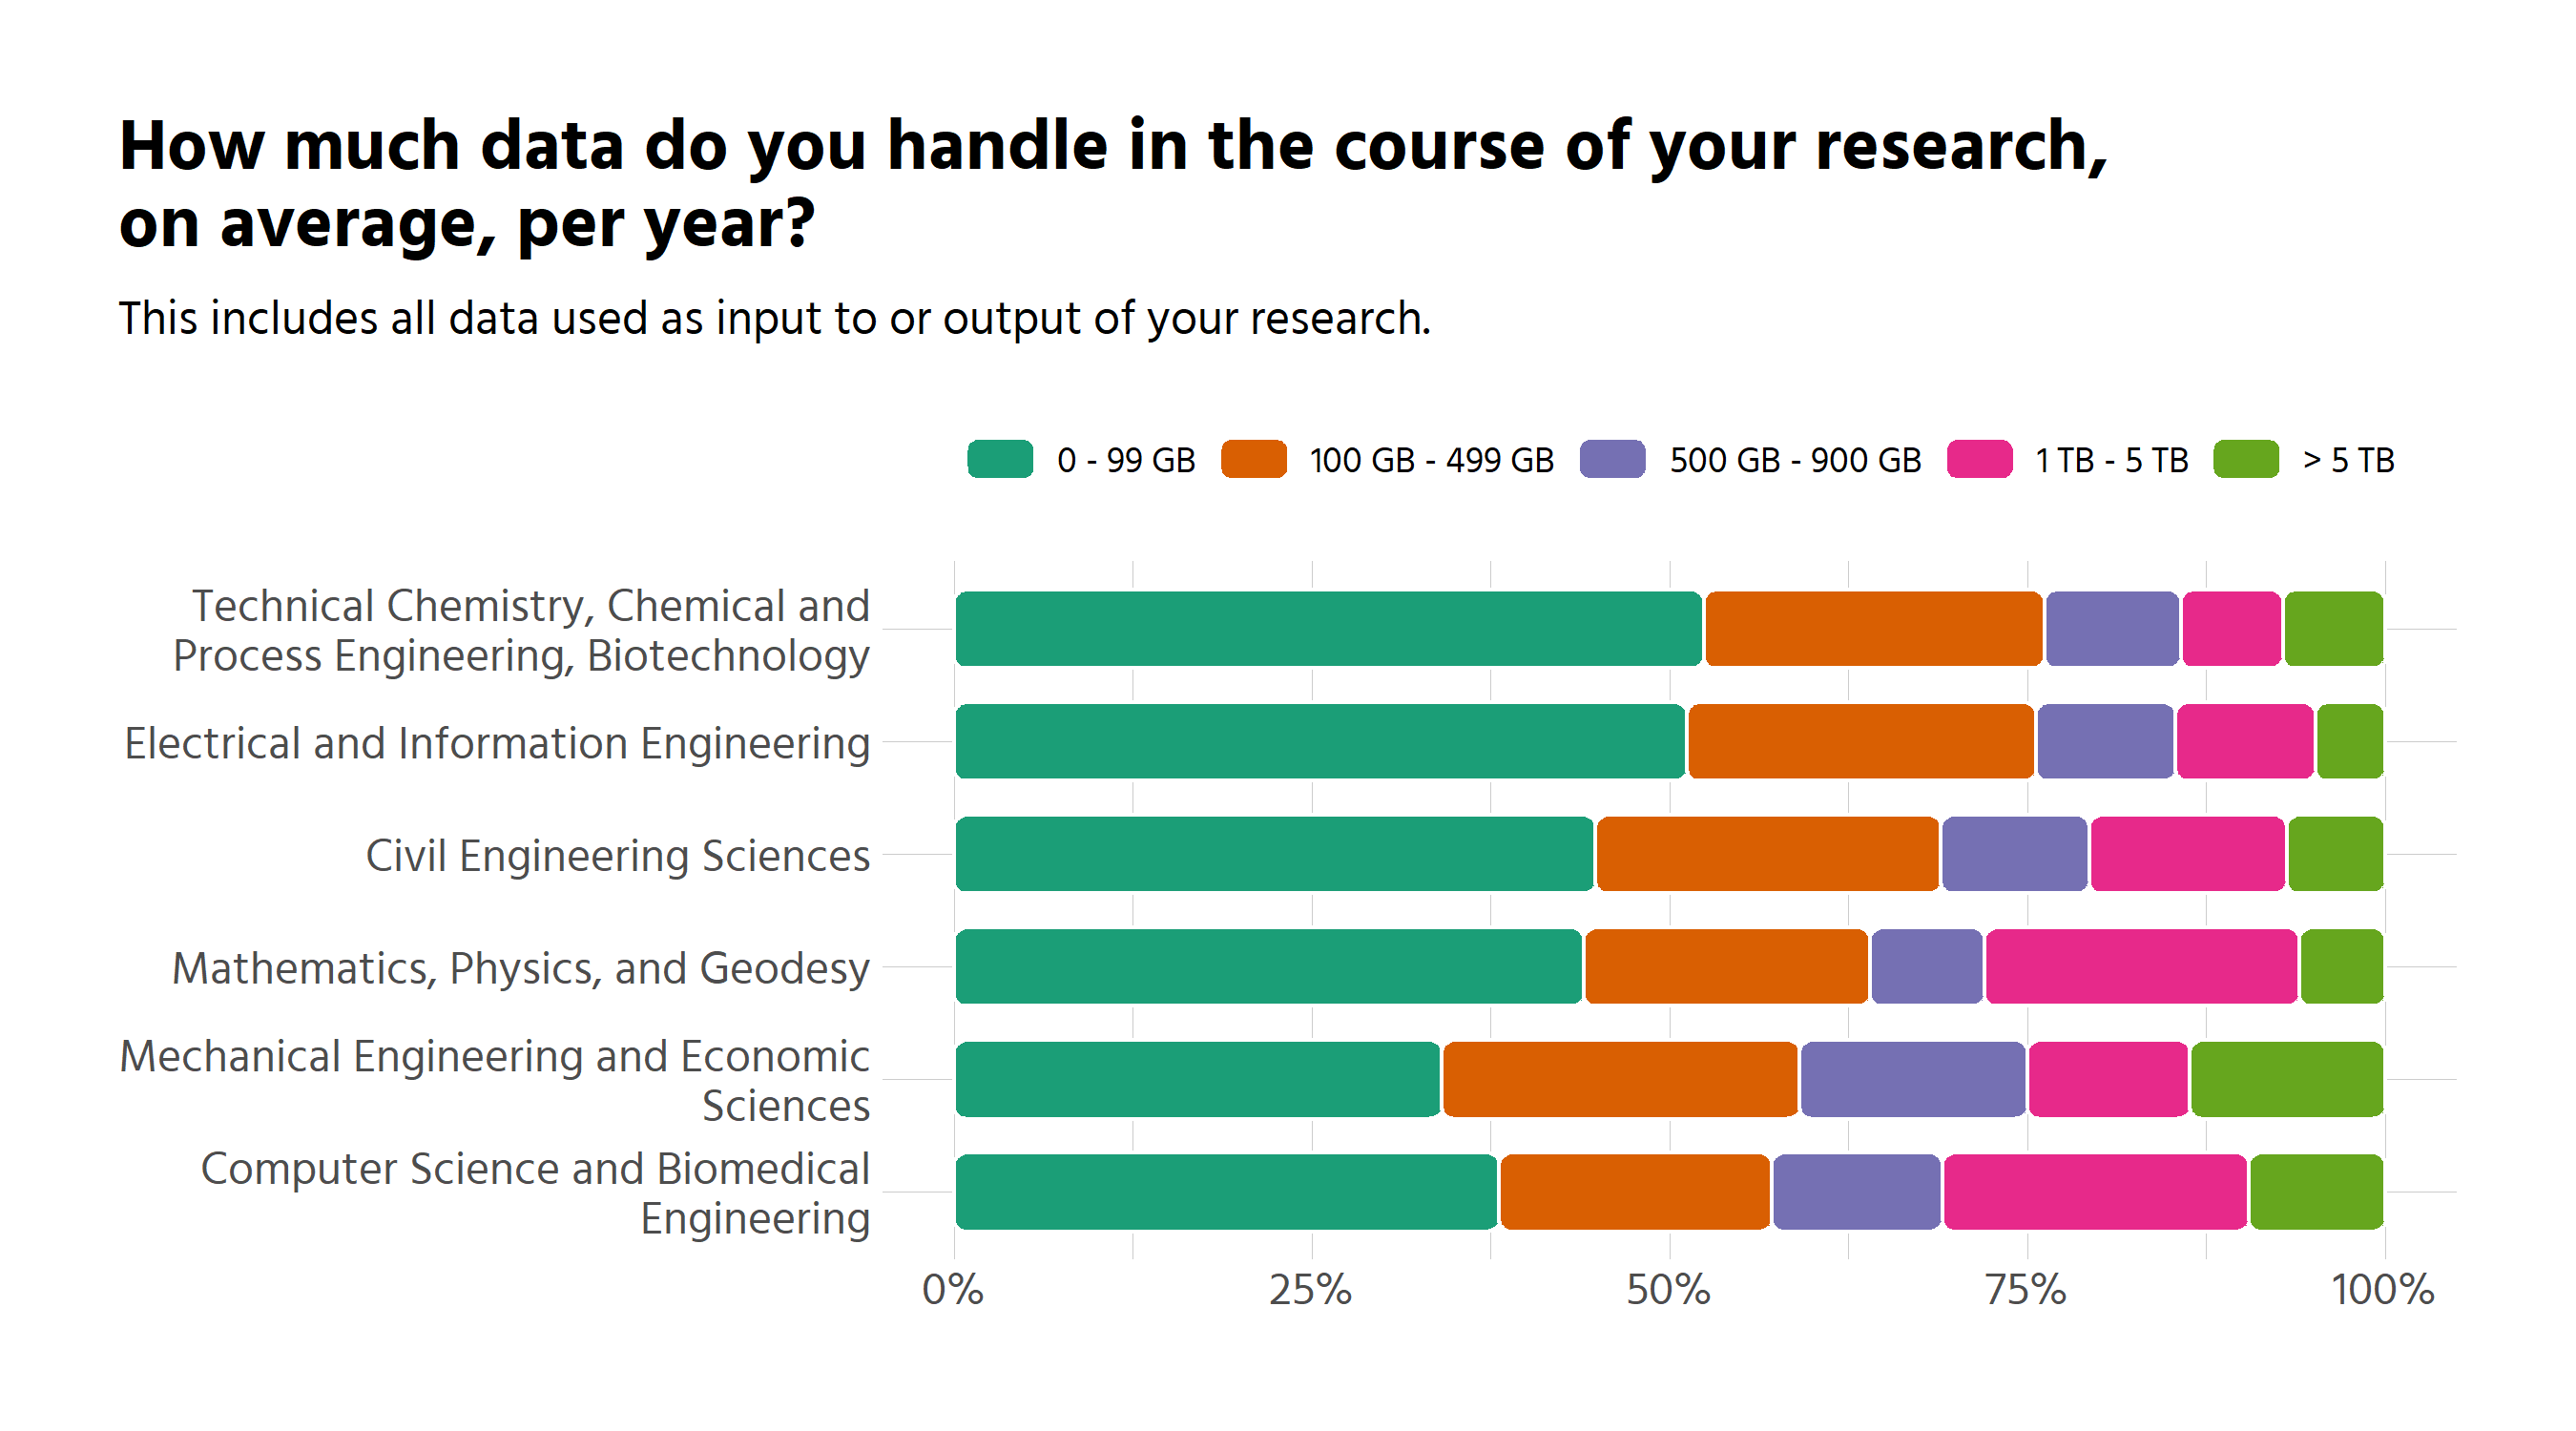 How much data do you handle in the course of your research,
on average, per year?
This includes all data used as input to or output of your research.
0 - 99 GB 100 GB - 499 GB 500 GB - 900 GB 1 TB - 5 TB > 5 TB
Technical Chemistry, Chemical and
Process Engineering, Biotechnology
Electrical and Information Engineering
Civil Engineering Sciences
Mathematics, Physics, and Geodesy
Mechanical Engineering and Economic
Sciences
Computer Science and Biomedical
Engineering
0% 25% 50% 75% 100%